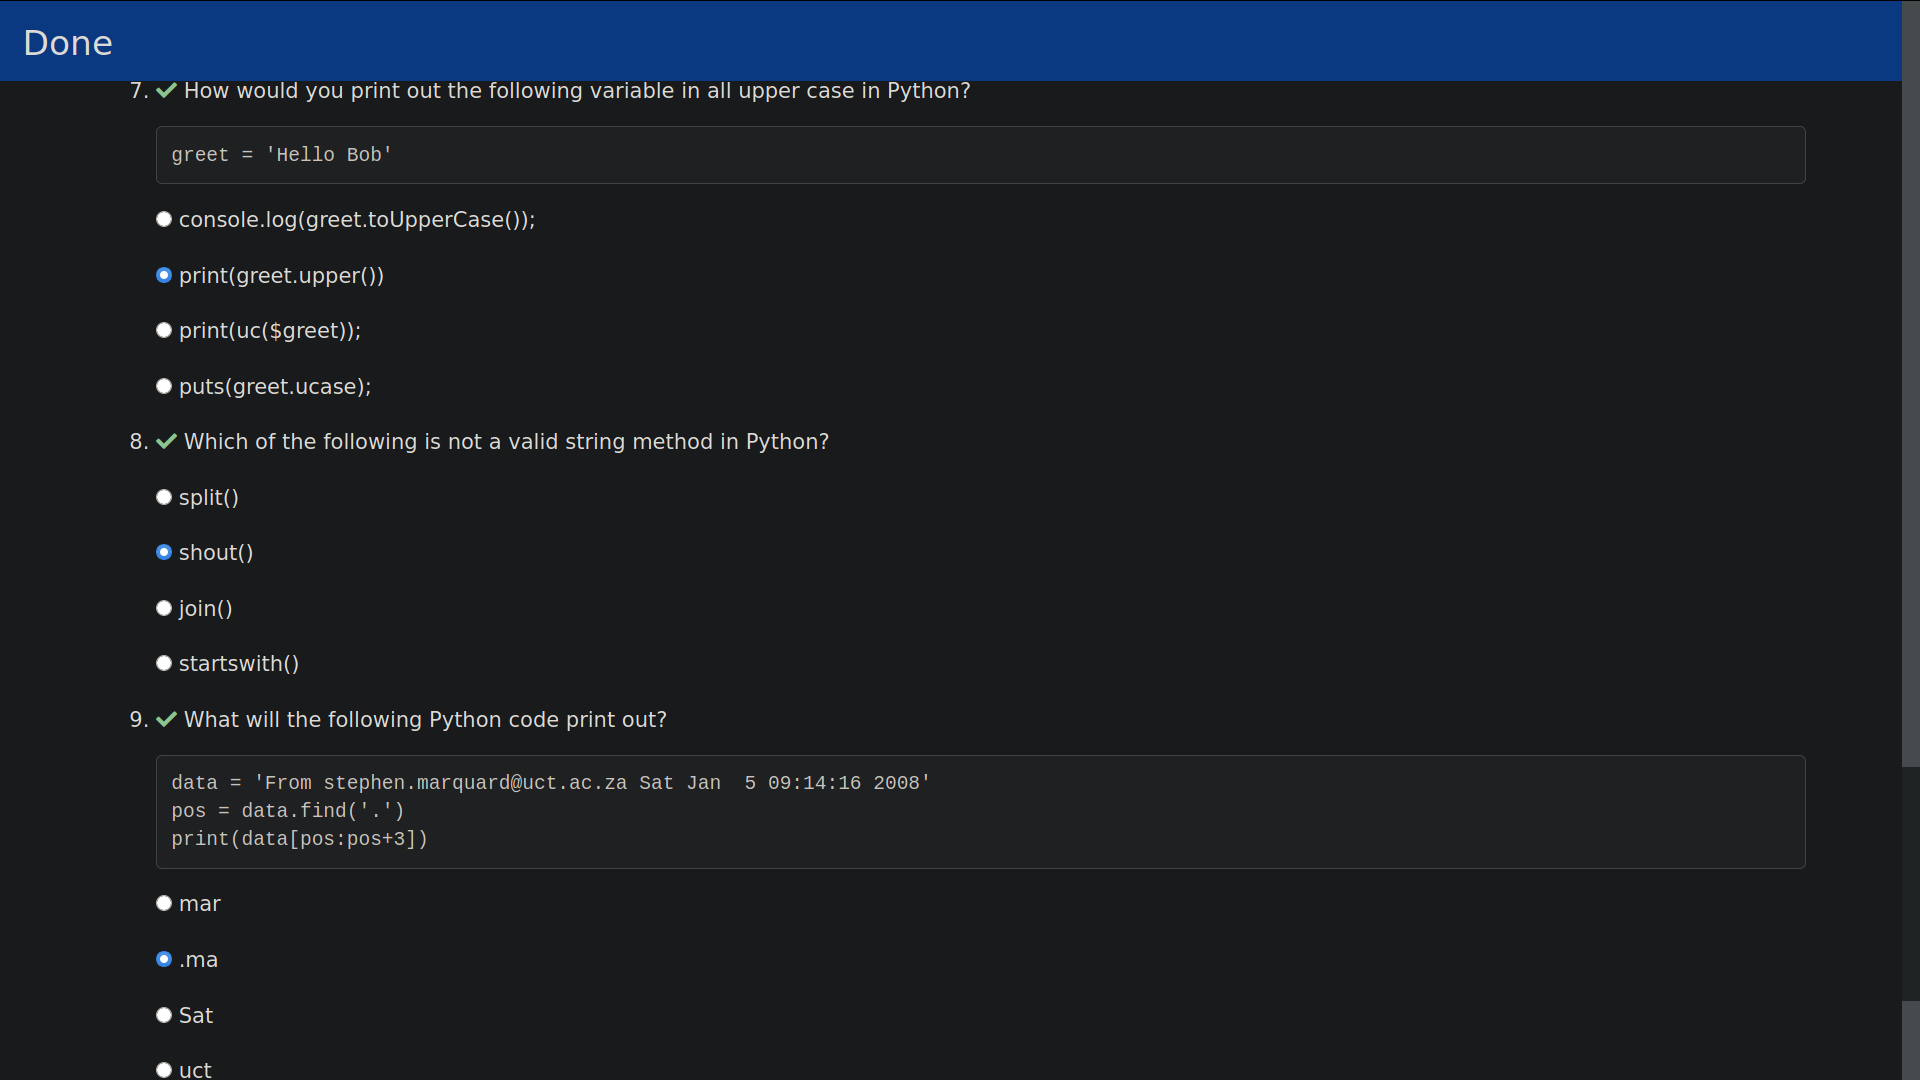 Done
7. How would you print out the following variable in all upper case in Python?
greet = 'Hello Bob'
console.log(greet.toUpperCase());
print(greet.upper())
print(uc($greet));
puts(greet.ucase);
8. Which of the following is not a valid string method in Python?
split()
shout()
join()
startswith()
9. What will the following Python code print out?
data = 'From stephen.marquard@uct.ac.za Sat Jan  5 09:14:16 2008'
pos = data.find('.')
print(data[pos:pos+3])
mar
.ma
Sat
uct